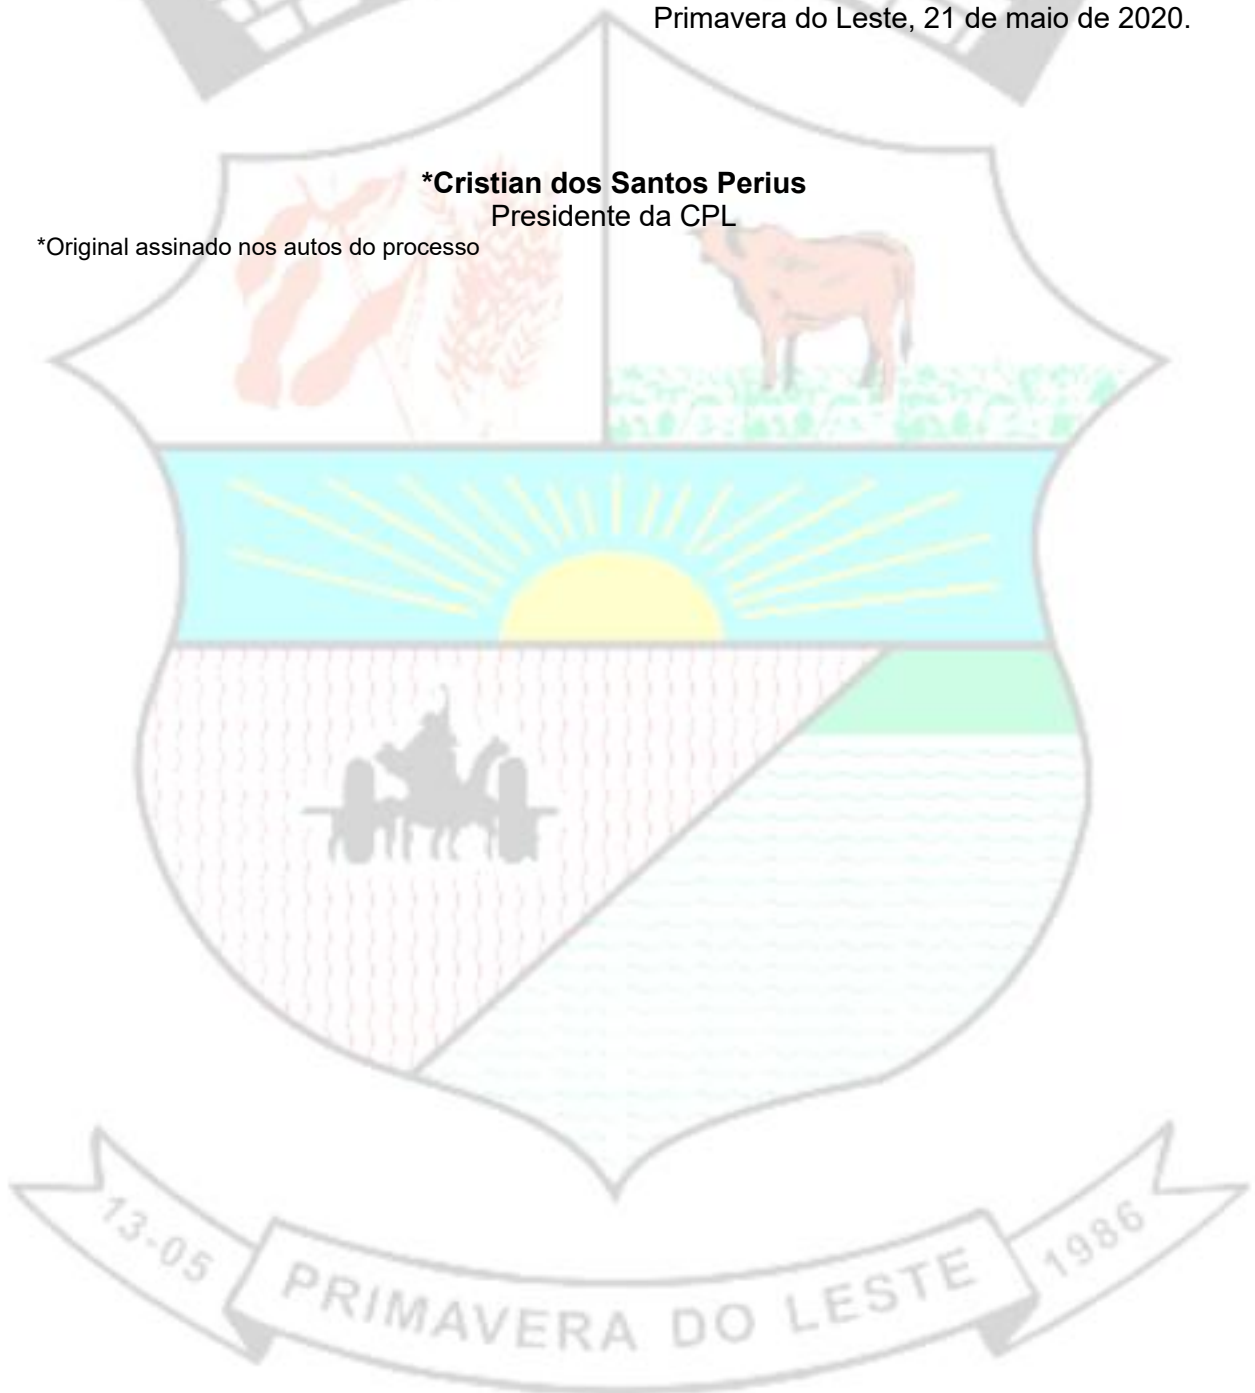 Primavera do Leste, 21 de maio de 2020.
*Cristian dos Santos Perius
Presidente da CPL
*Original assinado nos autos do processo
13-05 PRIMAVERA DO LESTE 1986